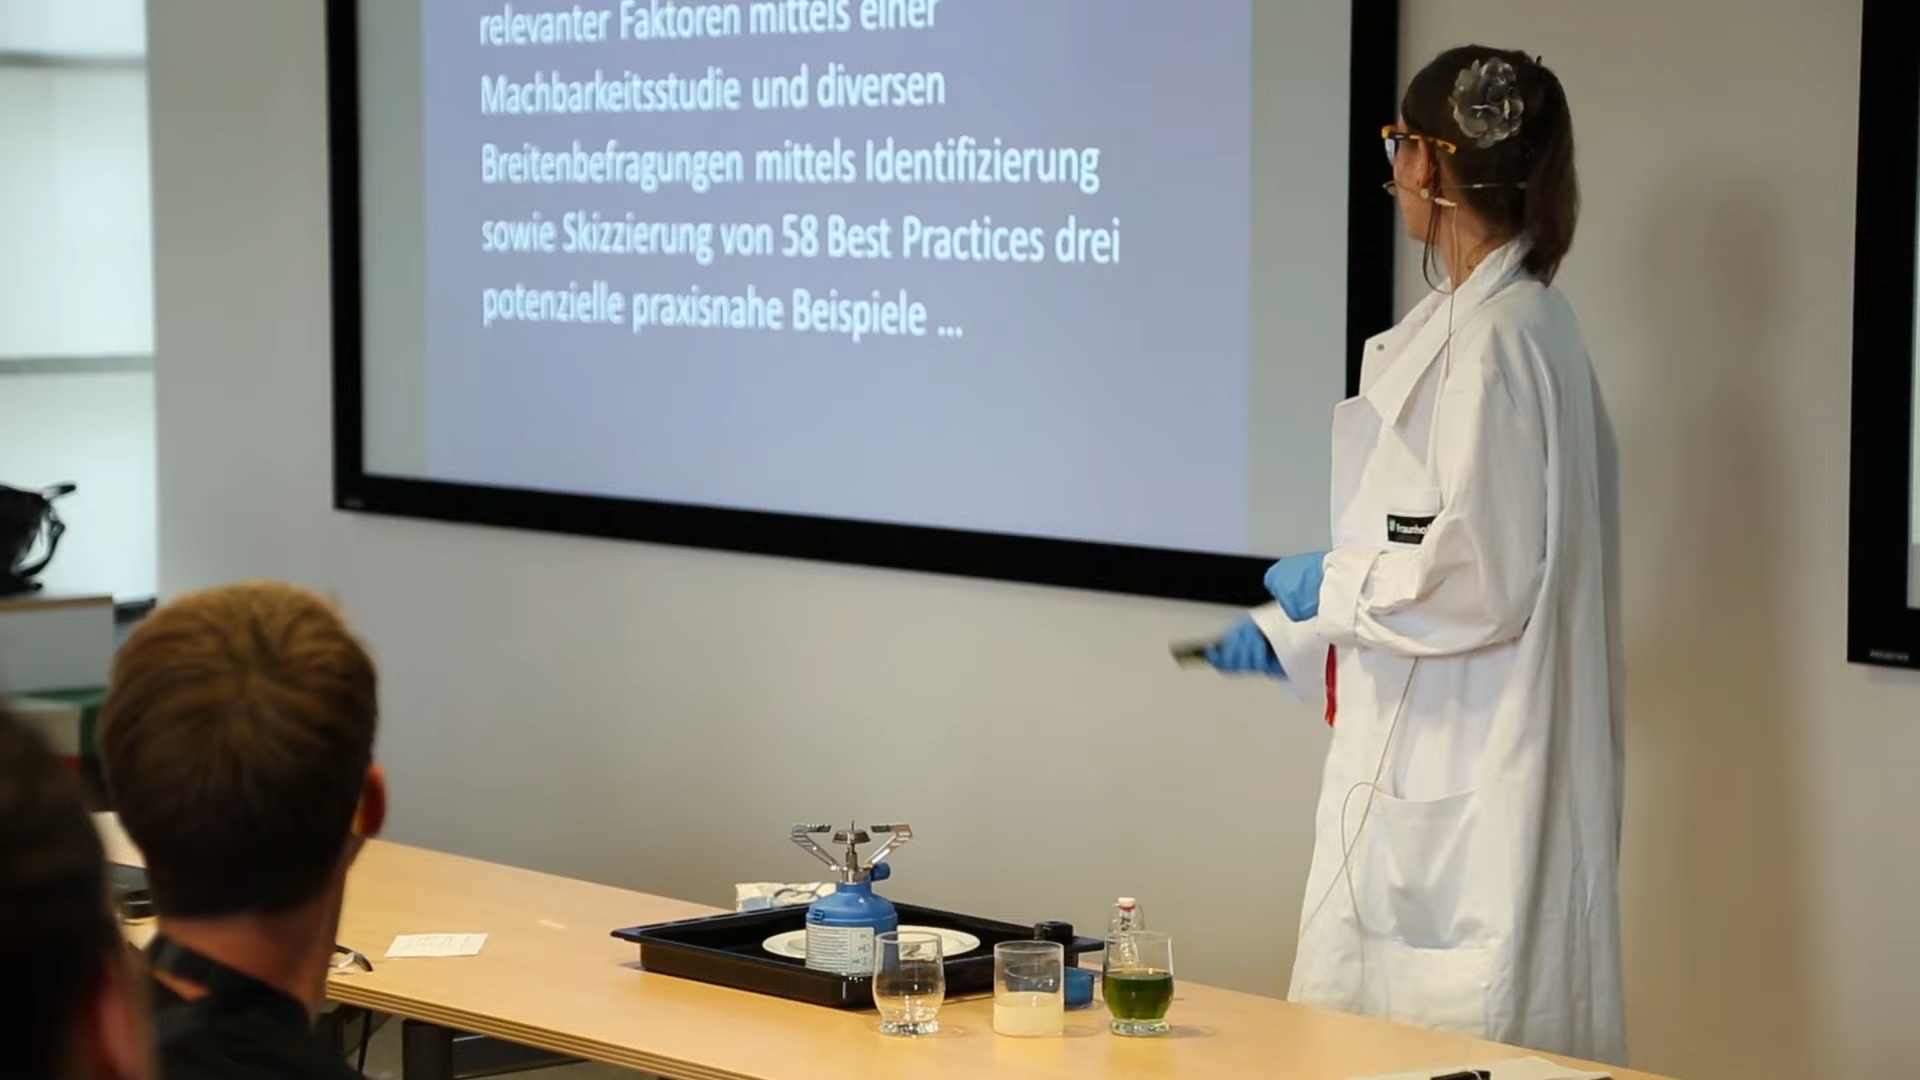 relevanter Faktoren mittels einer
Machbarkeitsstudie und diversen
Breitenbefragungen mittels Identifizierung
sowie Skizzierung von 58 Best Practices drei
potenzielle praxisnahe Beispiele ...